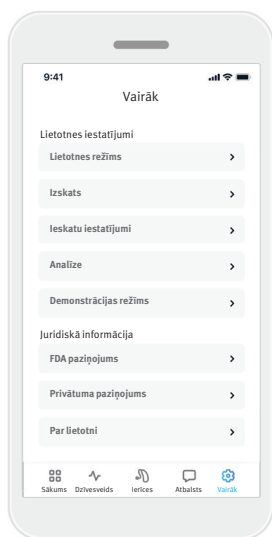 9:41
Vairāk
Lietotnes iestatījumi
Lietotnes režīms
Izskats
Ieskatu iestatījumi
Analīze
Demonstrācijas režīms
Juridiskā informācija
FDA paziņojums
Privātuma paziņojums
Par lietotni
Sākums Dzīvesveids Ierīces Atbalsts Vairāk